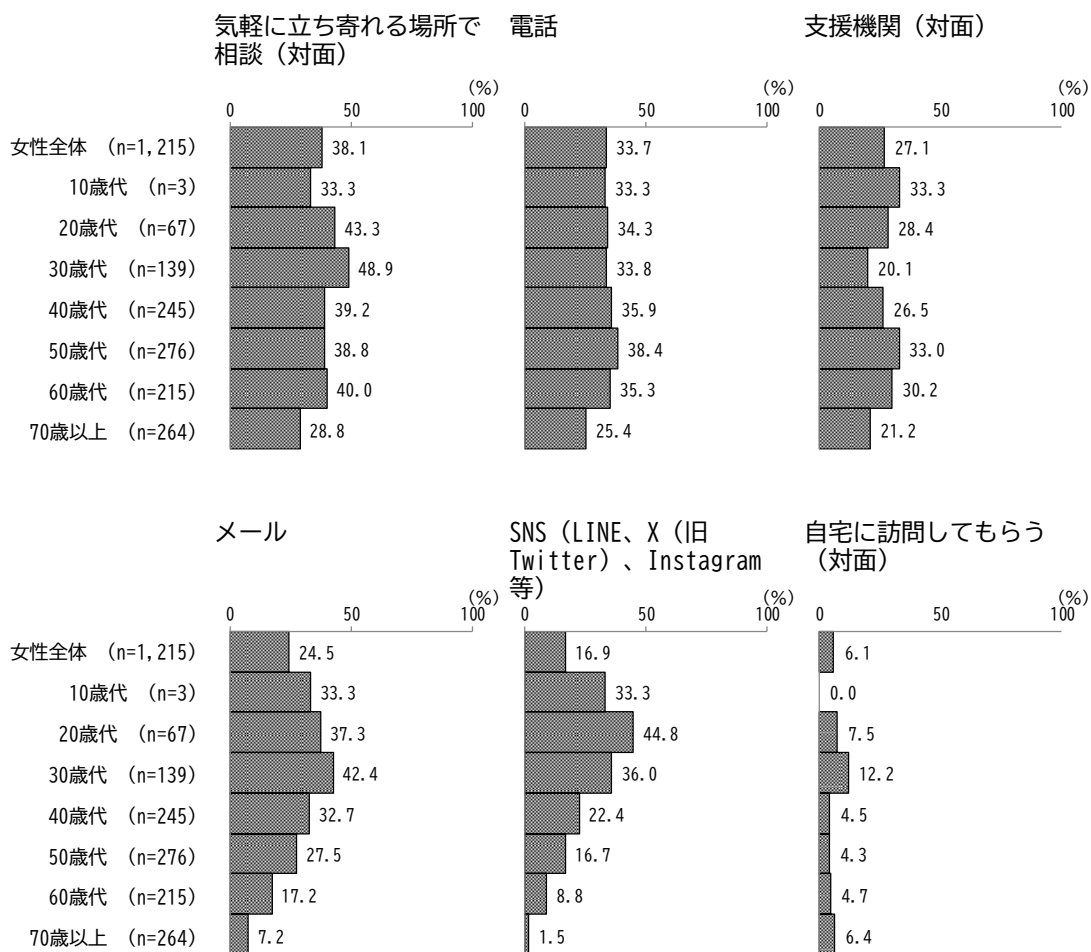 気軽に立ち寄れる場所で 電話 支援機関（対面）
相談（対面）
(%) (%) (%)
0 50 100 0 50 100 0 50 100
女性全体 (n=1,215) 38.1 33.7 27.1
10歳代 (n=3) 33.3 33.3 33.3
20歳代 (n=67) 43.3 34.3 28.4
30歳代 (n=139) 48.9 33.8 20.1
40歳代 (n=245) 39.2 35.9 26.5
50歳代 (n=276) 38.8 38.4 33.0
60歳代 (n=215) 40.0 35.3 30.2
70歳以上 (n=264) 28.8 25.4 21.2
メール SNS（LINE、X（旧 自宅に訪問してもらう
Twitter）、Instagram （対面）
等）
(%) (%) (%)
0 50 100 0 50 100 0 50 100
女性全体 (n=1,215) 24.5 16.9 6.1
10歳代 (n=3) 33.3 33.3 0.0
20歳代 (n=67) 37.3 44.8 7.5
30歳代 (n=139) 42.4 36.0 12.2
40歳代 (n=245) 32.7 22.4 4.5
50歳代 (n=276) 27.5 16.7 4.3
60歳代 (n=215) 17.2 8.8 4.7
70歳以上 (n=264) 7.2 1.5 6.4